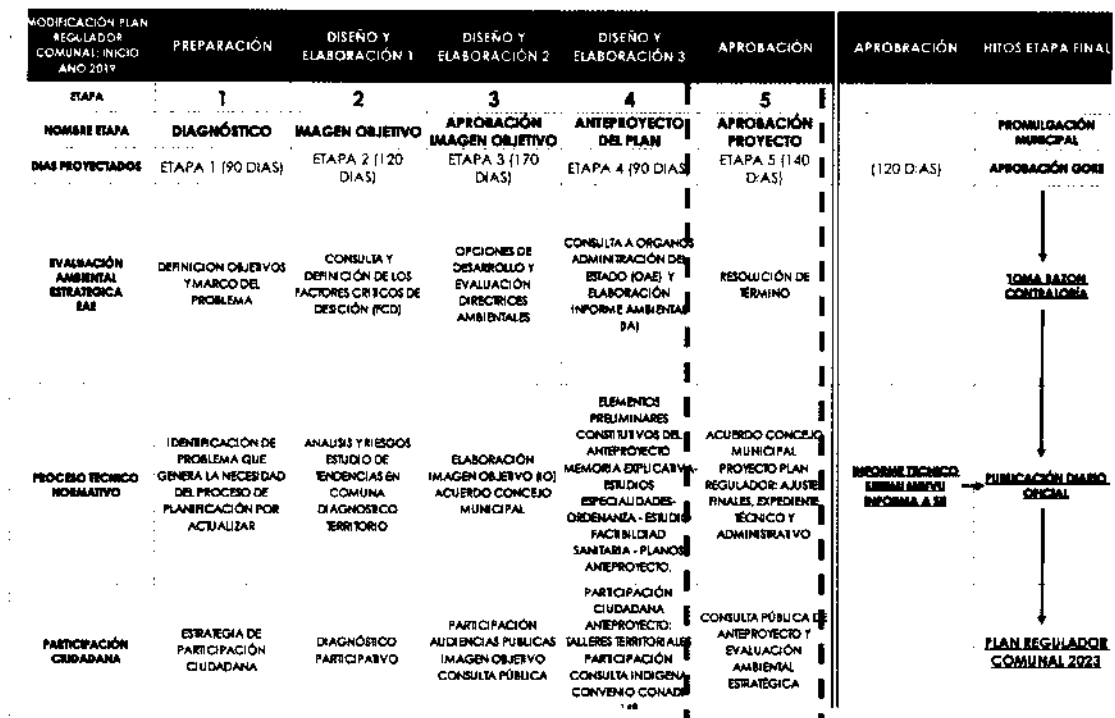 MODIFICACIÓN PLAN
REGULADOR
COMUNAL: INICIO
AÑO 2019
PREPARACIÓN
DISEÑO Y
ELABORACIÓN 1
DISEÑO Y
ELABORACIÓN 2
DISEÑO Y
ELABORACIÓN 3
APROBACIÓN
APROBRACIÓN
HITOS ETAPA FINAL
ETAPA
1
2
3
4
5
NOMBRE ETAPA
DIAGNÓSTICO
IMAGEN OBJETIVO
APROBACIÓN
IMAGEN OBJETIVO
ANTEPROYECTO
DEL PLAN
APROBACIÓN
PROYECTO
PROMULGACIÓN
MUNICIPAL
DIAS PROYECTADOS
ETAPA 1 (90 DIAS)
ETAPA 2 (120
DIAS)
ETAPA 3 (170
DIAS)
ETAPA 4 (90 DIAS
ETAPA 5 (140
DIAS)
(120 DIAS)
APROBACIÓN GORE
EVALUACIÓN
AMBIENTAL
ESTRATEGICA
EAE
DEFINICION OBJETIVOS
Y MARCO DEL
PROBLEMA
CONSULTA Y
DEFINICIÓN DE LOS
FACTORES CRITICOS DE
DESICIÓN (FCD)
OPCIONES DE
DESARROLLO Y
EVALUACIÓN
DIRECTRICES
AMBIENTALES
CONSULTA A ORGANOS
ADMINISTRACIÓN DEL
ESTADO (OAE) Y
ELABORACIÓN
INFORME AMBIENTAL
(IA)
RESOLUCIÓN DE
TÉRMINO
TOMA RAZON
CONTRALORÍA
PROCESO TECNICO
NORMATIVO
IDENTIFICACIÓN DE
PROBLEMA QUE
GENERA LA NECESIDAD
DEL PROCESO DE
PLANIFICACIÓN POR
ACTUALIZAR
ANALISIS Y RIESGOS
ESTUDIO DE
TENDENCIAS EN
COMUNA
DIAGNOSTICO
TERRITORIO
ELABORACIÓN
IMAGEN OBJETIVO (IO)
ACUERDO CONCEJO
MUNICIPAL
ELEMENTOS
PRELIMINARES
CONSTITUTIVOS DEL
ANTEPROYECTO
MEMORIA EXPLICATIVA-
ESTUDIOS
ESPECIALIDADES-
ORDENANZA - ESTUDIO
FACTIBILIDAD
SANITARIA - PLANOS
ANTEPROYECTO.
ACUERDO CONCEJO
MUNICIPAL
PROYECTO PLAN
REGULADOR: AJUSTE
FINALES, EXPEDIENTE
TÉCNICO Y
ADMINISTRATIVO
INFORME TECNICO
SEREMI MINVU
INFORMA A
PUBLICACIÓN DIARIO
OFICIAL
PARTICIPACIÓN
CIUDADANA
ESTRATEGIA DE
PARTICIPACIÓN
CIUDADANA
DIAGNÓSTICO
PARTICIPATIVO
PARTICIPACIÓN
AUDIENCIAS PUBLICAS
IMAGEN OBJETIVO
CONSULTA PÚBLICA
PARTICIPACIÓN
CIUDADANA
ANTEPROYECTO:
TALLERES TERRITORIALES
PARTICIPACIÓN
CONSULTA INDIGENA
CONVENIO CONADI
CONSULTA PÚBLICA DE
ANTEPROYECTO Y
EVALUACIÓN
AMBIENTAL
ESTRATÉGICA
PLAN REGULADOR
COMUNAL 2023